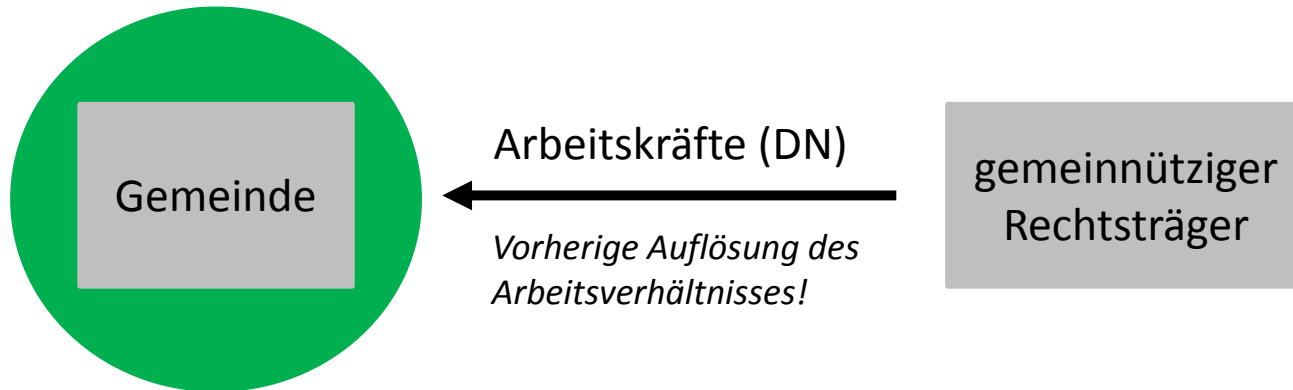 Gemeinde
Arbeitskräfte (DN)
Vorherige Auflösung des
Arbeitsverhältnisses!
gemeinnütziger
Rechtsträger